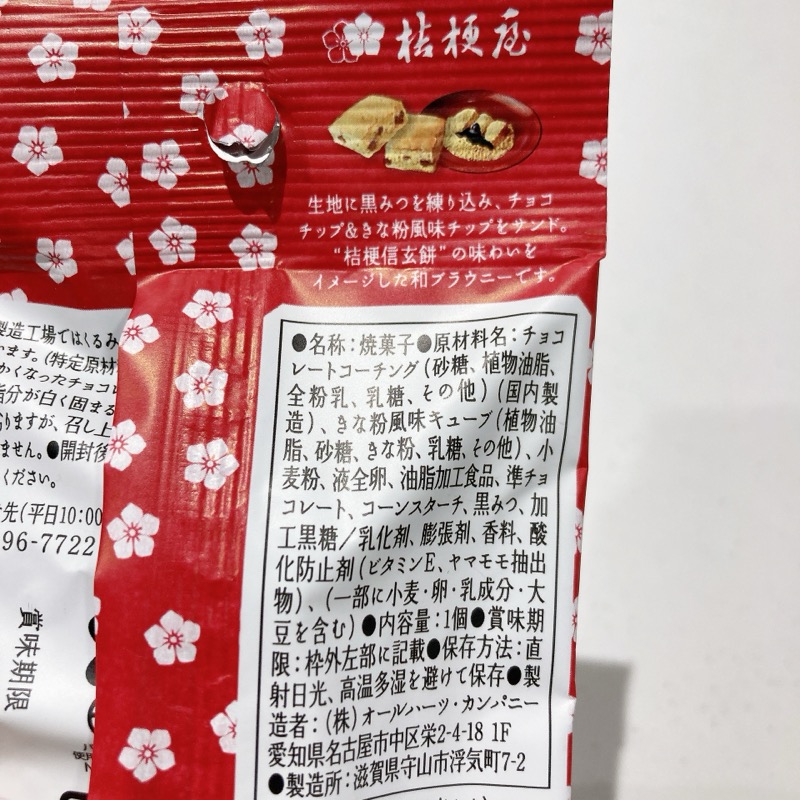 桔梗屋
生地に黒みつを練り込み、チョコ
チップ&きな粉風味チップをサンド。
“桔梗信玄餅”の味わいを
イメージした和ブラウニーです。
●名称:焼菓子●原材料名:チョコ
レートコーチング(砂糖、植物油脂、
全粉乳、乳糖、その他)(国内製
造)、きな粉風味キューブ(植物油
脂、砂糖、きな粉、乳糖、その他)、小
麦粉、液全卵、油脂加工食品、準チョ
コレート、コーンスターチ、黒みつ、加
工黒糖/乳化剤、膨張剤、香料、酸
化防止剤(ビタミンE、ヤマモモ抽出
物)、(一部に小麦・卵・乳成分・大
豆を含む)●内容量:1個●賞味期
限:枠外左部に記載●保存方法:直
射日光、高温多湿を避けて保存●製
造者:(株)オールハーツ・カンパニー
愛知県名古屋市中区栄2-4-18 1F
●製造所:滋賀県守山市浮気町7-2
製造工場ではくるみ
ます。(特定原材
かくなったチョコレ
脂分が白く固まる
りますが、召し上
ません。●開封後
ください。
先(平日10:00
96-7722
賞味期限